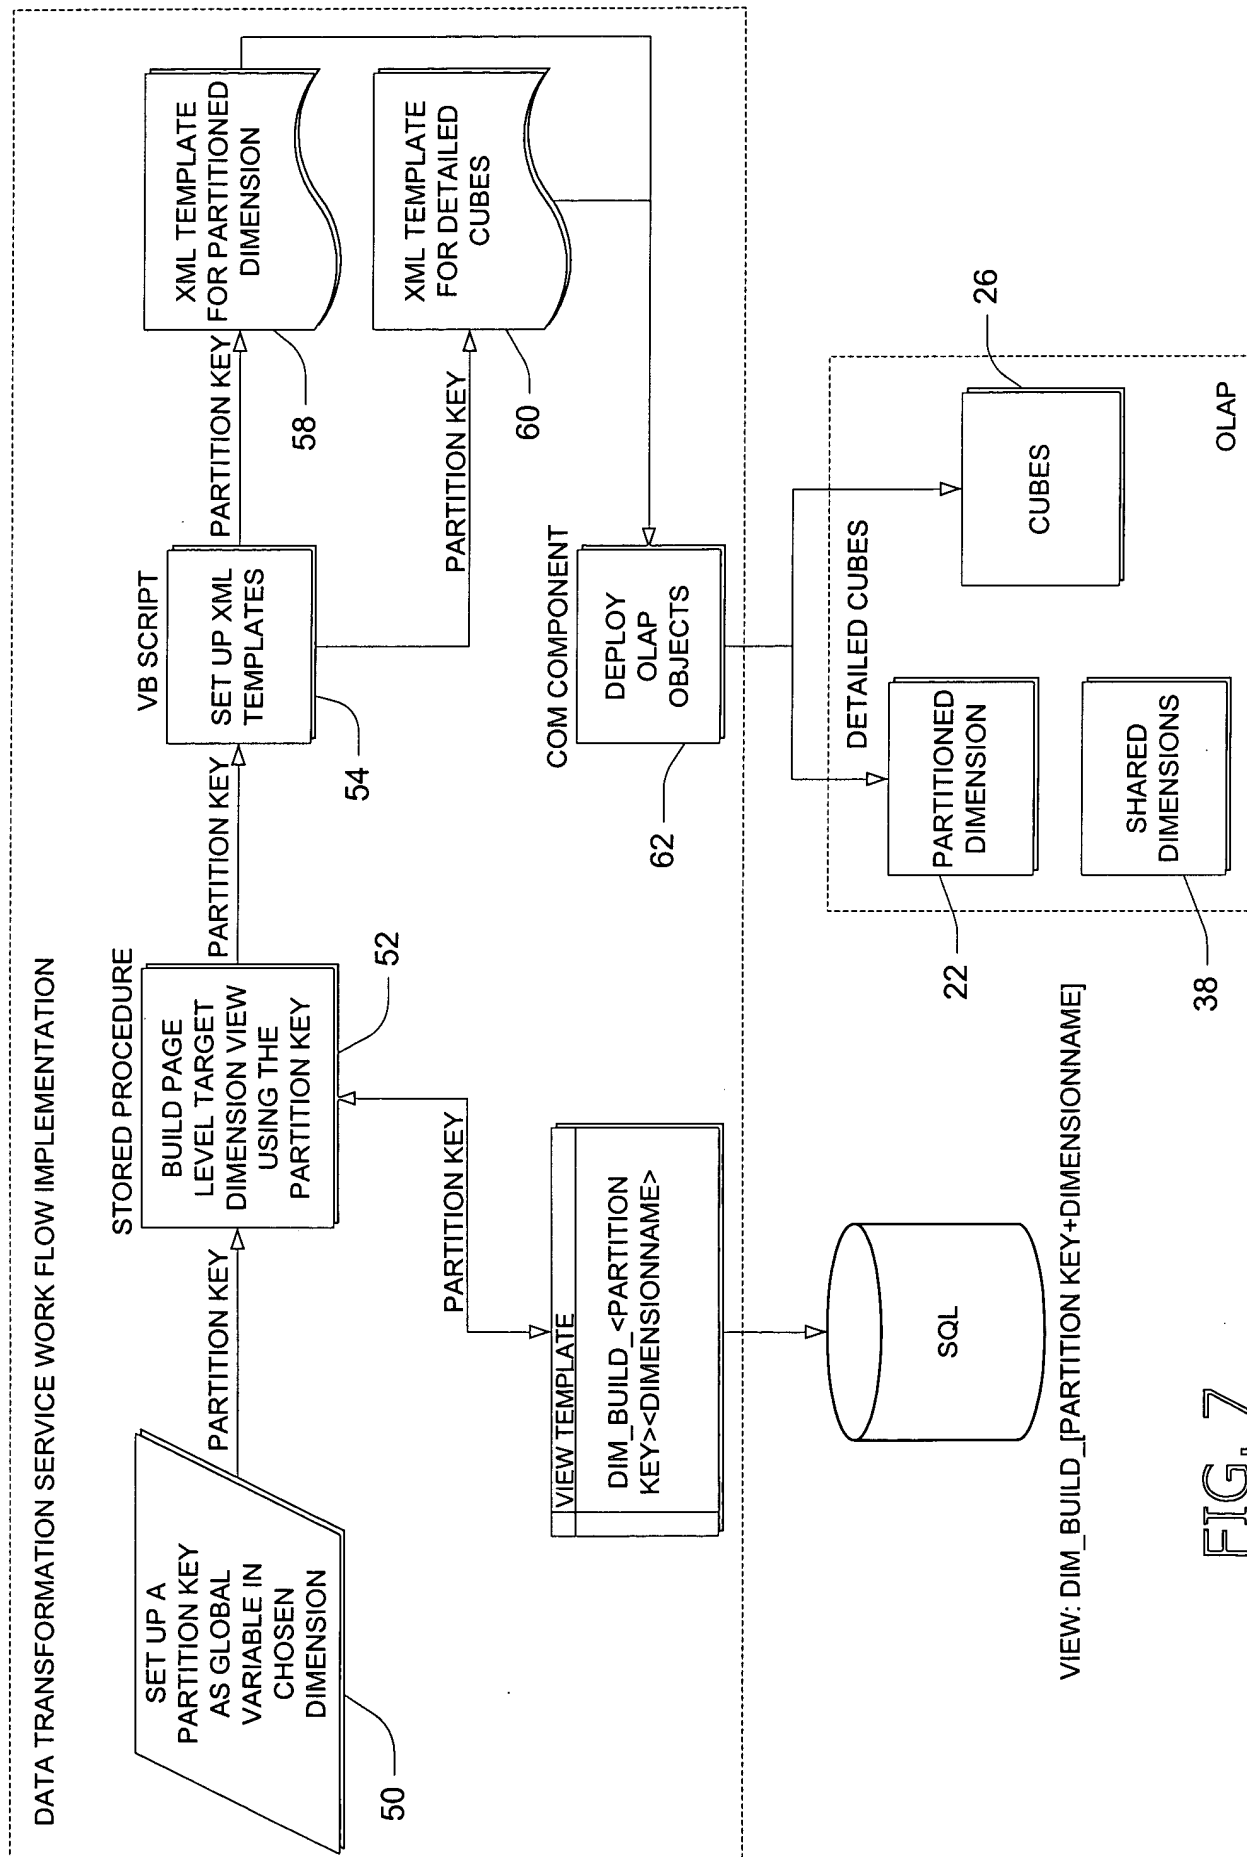 DATA TRANSFORMATION SERVICE WORK FLOW IMPLEMENTATION
SET UP A
PARTITION KEY
AS GLOBAL
VARIABLE IN
CHOSEN
DIMENSION
50
PARTITION KEY
STORED PROCEDURE
BUILD PAGE
LEVEL TARGET
DIMENSION VIEW
USING THE
PARTITION KEY
52
PARTITION KEY
VB SCRIPT
SET UP XML
TEMPLATES
54
PARTITION KEY
XML TEMPLATE
FOR PARTITIONED
DIMENSION
58
PARTITION KEY
XML TEMPLATE
FOR DETAILED
CUBES
60
PARTITION KEY
VIEW TEMPLATE
DIM_BUILD_<PARTITION
KEY><DIMENSIONNAME>
COM COMPONENT
DEPLOY
OLAP
OBJECTS
62
SQL
VIEW: DIM_BUILD_[PARTITION KEY+DIMENSIONNAME]
DETAILED CUBES
PARTITIONED
DIMENSION
22
CUBES
26
SHARED
DIMENSIONS
38
OLAP
FIG. 7